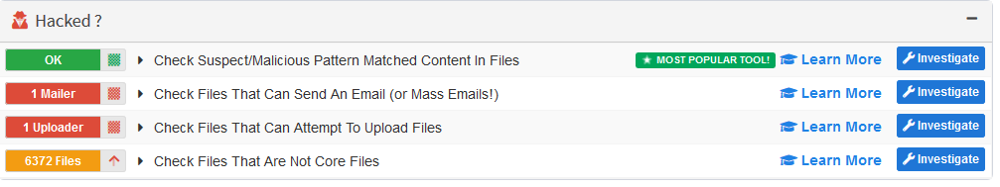 Hacked ?
OK Check Suspect/Malicious Pattern Matched Content In Files MOST POPULAR TOOL! Learn More Investigate
1 Mailer Check Files That Can Send An Email (or Mass Emails!) Learn More Investigate
1 Uploader Check Files That Can Attempt To Upload Files Learn More Investigate
6372 Files Check Files That Are Not Core Files Learn More Investigate